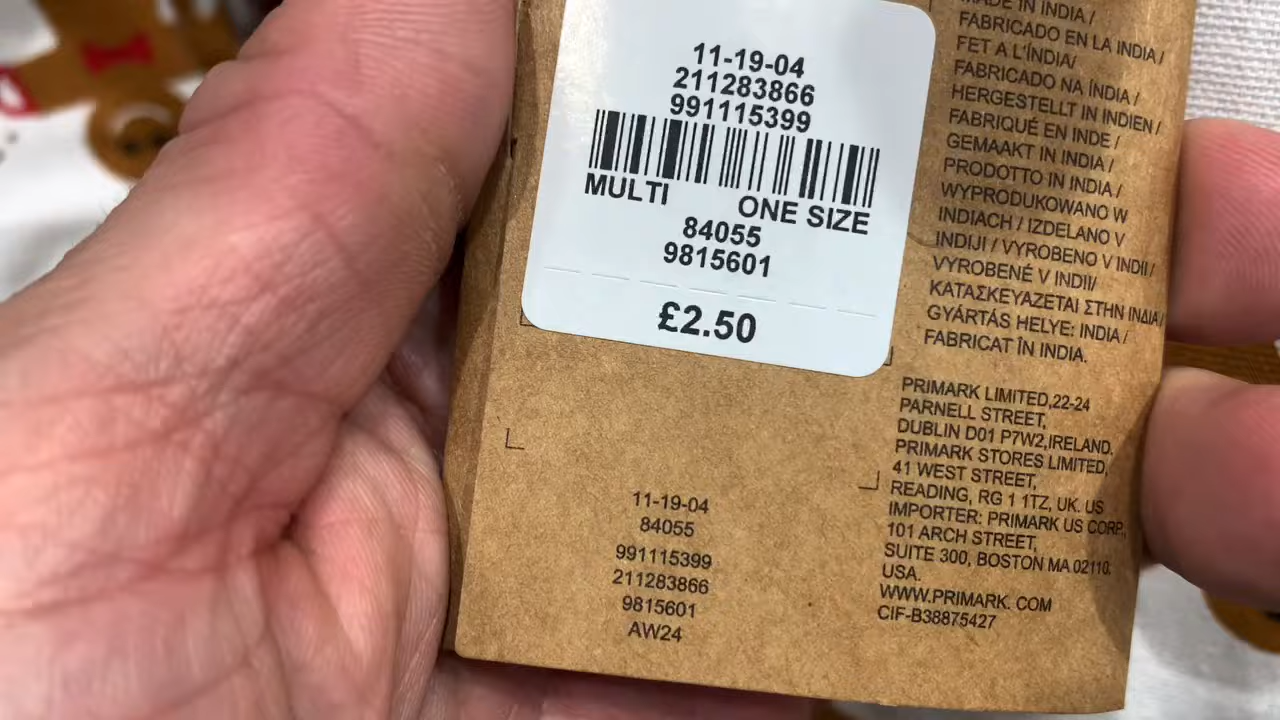 11-19-04
211283866
991115399
MULTI
ONE SIZE
84055
9815601
£2.50
MADE IN INDIA /
FABRICADO EN LA INDIA /
FET A L'ÍNDIA/
FABRICADO NA ÍNDIA /
HERGESTELLT IN INDIEN /
FABRIQUÉ EN INDE /
GEMAAKT IN INDIA /
PRODOTTO IN INDIA /
WYPRODUKOWANO W
INDIACH / IZDELANO V
INDIJI / VYROBENO V INDII /
VYROBENÉ V INDII/
ΚΑΤΑΣΚΕΥΑΖΕΤΑΙ ΣΤΗΝ ΙΝΔΙΑ/
GYÁRTÁS HELYE: INDIA /
FABRICAT ÎN INDIA.
PRIMARK LIMITED,22-24
PARNELL STREET,
DUBLIN D01 P7W2,IRELAND.
PRIMARK STORES LIMITED,
41 WEST STREET,
READING, RG 1 1TZ, UK. US
IMPORTER: PRIMARK US CORP,
101 ARCH STREET,
SUITE 300, BOSTON MA 02110,
USA.
WWW.PRIMARK. COM
CIF-B38875427
11-19-04
84055
991115399
211283866
9815601
AW24